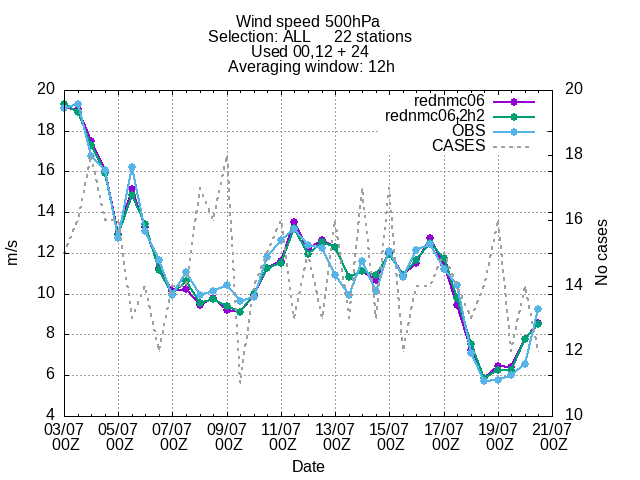 Wind speed 500hPa
Selection: ALL 22 stations
Used 00,12 + 24
Averaging window: 12h
rednmc06
rednmc06,2h2
OBS
CASES
20 20
18 18
16 16
14 14
12
10 12
8
6
4 10
m/s
No cases
03/07 05/07 07/07 09/07 11/07 13/07 15/07 17/07 19/07 21/07
00Z 00Z 00Z 00Z 00Z 00Z 00Z 00Z 00Z 00Z
Date